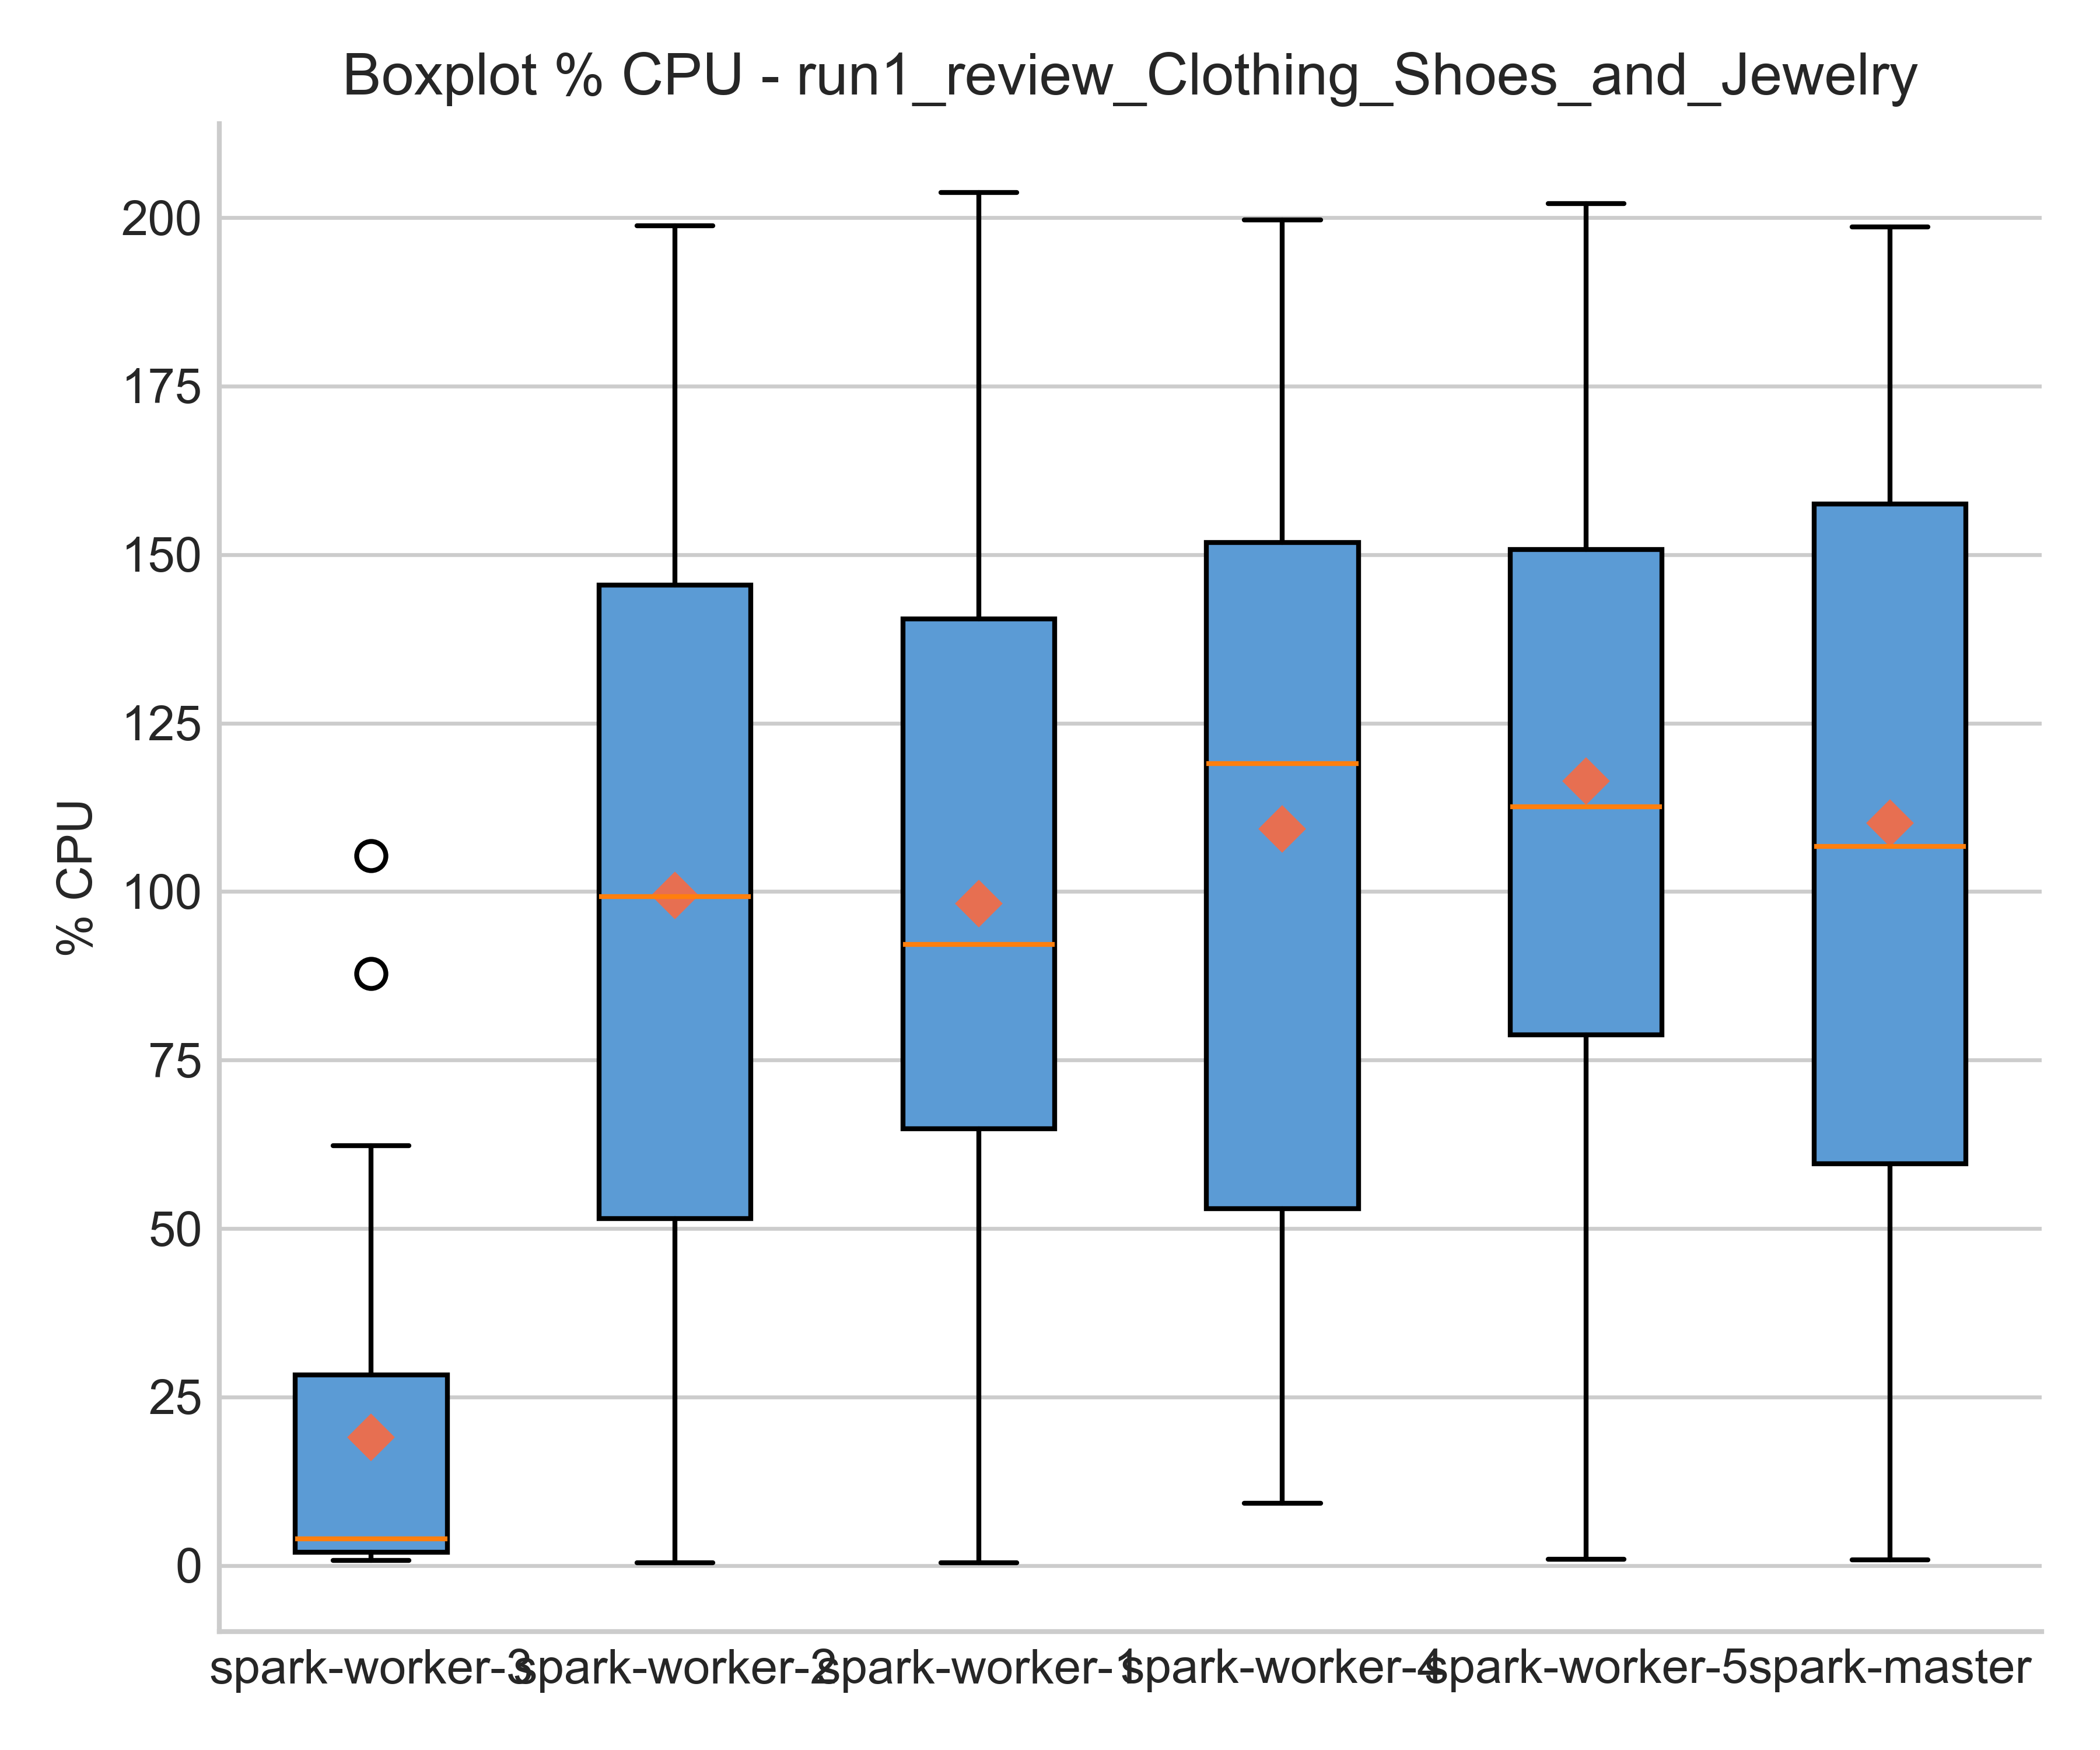 Boxplot % CPU - run1_review_Clothing_Shoes_and_Jewelry
200
175
150
125
100
75
50
25
0
% CPU
spark-worker-3
spark-worker-2
spark-worker-1
spark-worker-4
spark-worker-5
spark-master